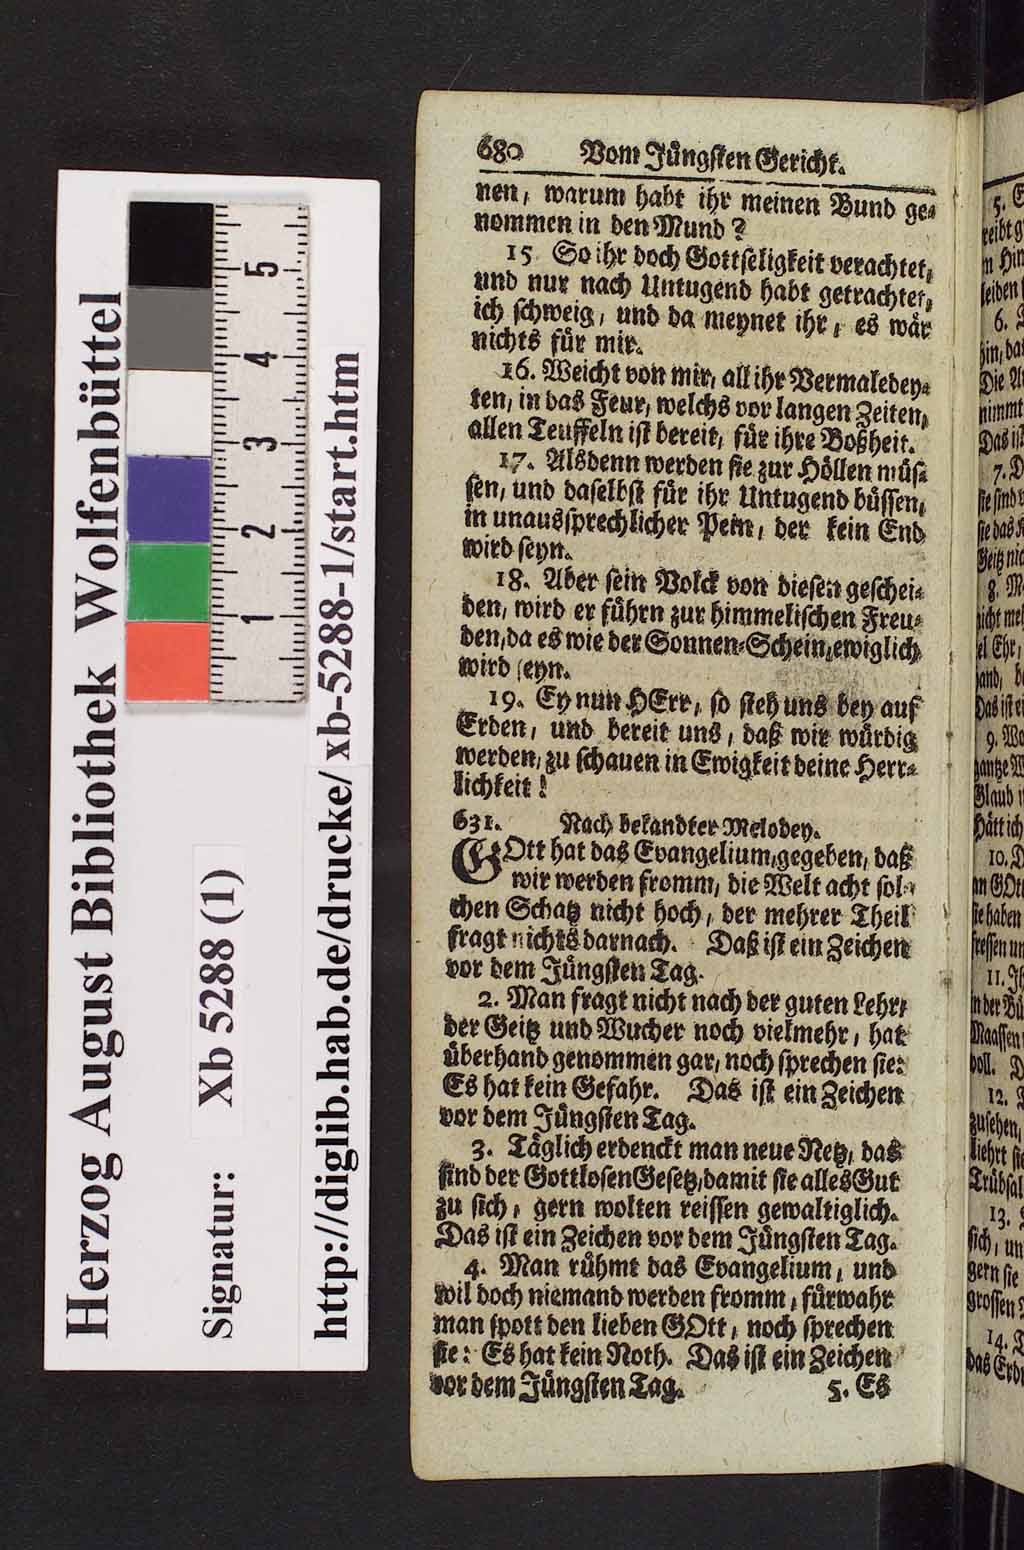 Herzog August Bibliothek Wolfenbüttel
Signatur: Xb 5288 (1)
http://diglib.hab.de/drucke/xb-5288-1/start.htm
5
4
3
2
1
680 Vom Jüngsten Gericht.
nen, warum habt ihr meinen Bund ge-
nommen in den Mund?
15 So ihr doch Gottseligkeit verachtet,
und nur nach Untugend habt getrachtet,
ich schweig, und da meynet ihr, es wär
nichts für mir.
16. Weicht von mir, all ihr Vermaledey-
ten, in das Feur, welchs vor langen Zeiten,
allen Teuffeln ist bereit, für ihre Boßheit.
17. Alsdenn werden sie zur Höllen müs-
sen, und daselbst für ihr Untugend büssen,
in unaussprechlicher Pein, der kein End
wird seyn.
18. Aber sein Volck von diesen geschei-
den, wird er führn zur himmelischen Freu-
den, da es wie der Sonnen-Schein, ewiglich
wird seyn.
19. Ey nun HErr, so steh uns bey auf
Erden, und bereit uns, daß wir würdig
werden, zu schauen in Ewigkeit deine Herr-
lichkeit!
631. Nach bekandter Melodey.
GOtt hat das Evangelium, gegeben, daß
wir werden fromm, die Welt acht sol-
chen Schatz nicht hoch, der mehrer Theil
fragt nichts darnach. Daß ist ein Zeichen
vor dem Jüngsten Tag.
2. Man fragt nicht nach der guten Lehr,
der Geitz und Wucher noch vielmehr, hat
überhand genommen gar, noch sprechen sie:
Es hat kein Gefahr. Das ist ein Zeichen
vor dem Jüngsten Tag.
3. Täglich erdenckt man neue Netz, das
sind der Gottlosen Gesetz, damit sie alles Gut
zu sich, gern wolten reissen gewaltiglich.
Das ist ein Zeichen vor dem Jüngsten Tag.
4. Man rühmt das Evangelium, und
wil doch niemand werden fromm, fürwahr
man spott den lieben GOtt, noch sprechen
sie: Es hat kein Noth. Das ist ein Zeichen
vor dem Jüngsten Tag. 5. Es